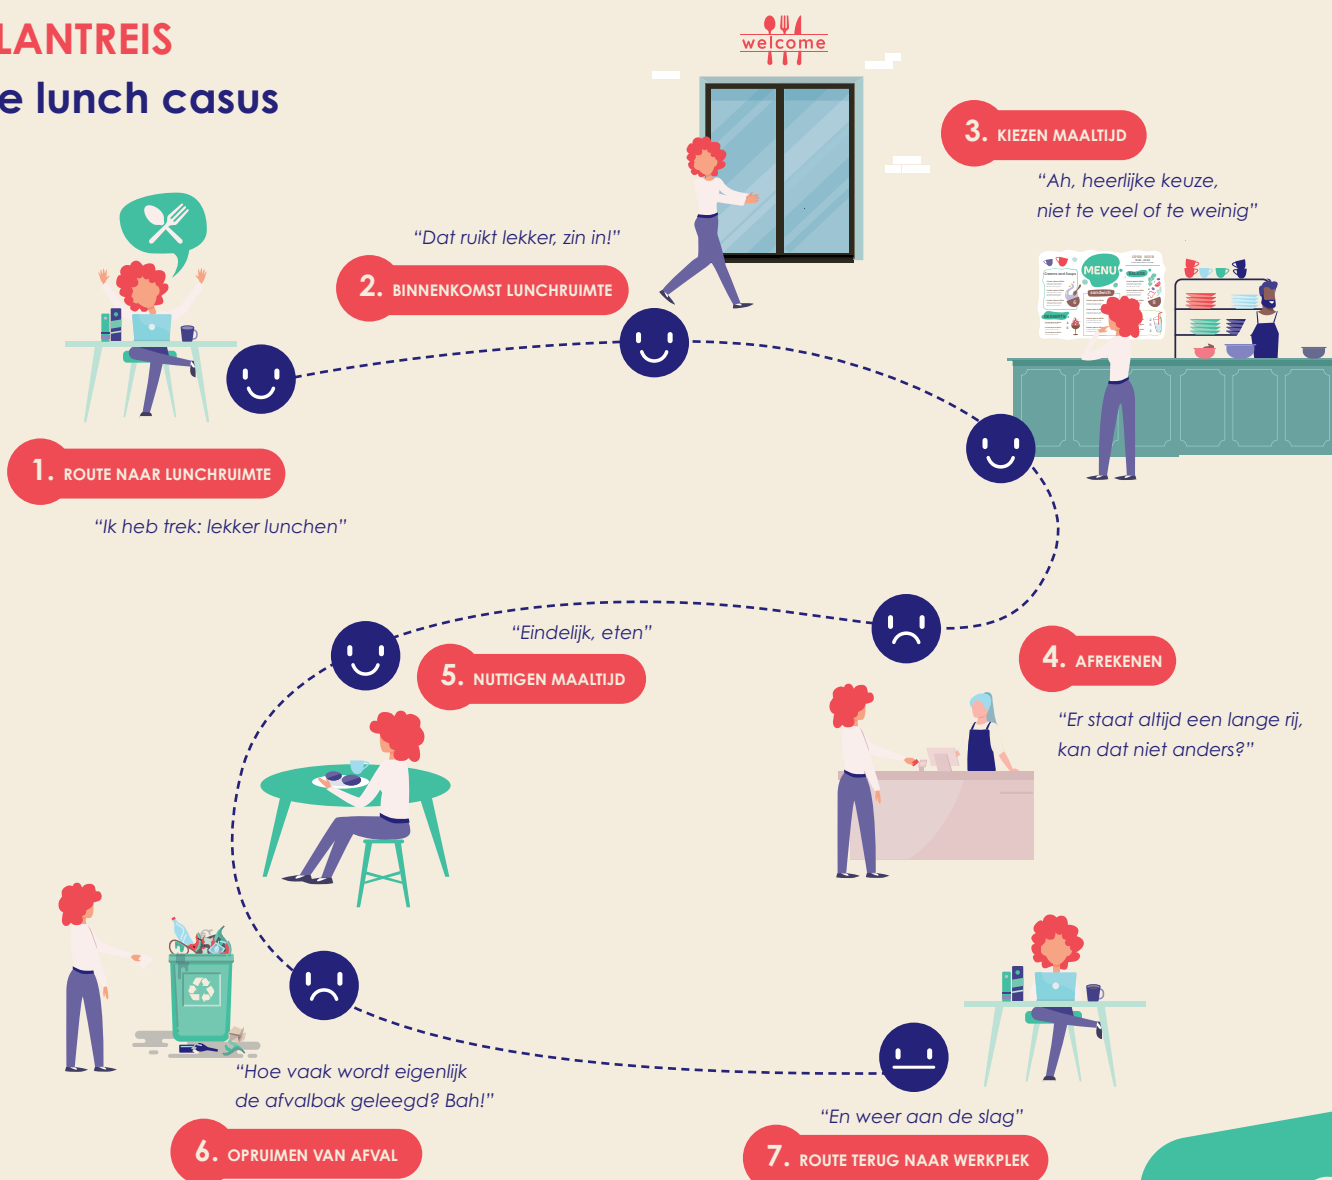 LANTREIS
e lunch casus
welcome
3. KIEZEN MAALTIJD
“Ah, heerlijke keuze,
niet te veel of te weinig”
“Dat ruikt lekker, zin in!”
2. BINNENKOMST LUNCHRUIMTE
MENU
1. ROUTE NAAR LUNCHRUIMTE
“Ik heb trek: lekker lunchen”
“Eindelijk, eten”
5. NUTTIGEN MAALTIJD
4. AFREKENEN
“Er staat altijd een lange rij,
kan dat niet anders?”
“Hoe vaak wordt eigenlijk
de afvalbak geleegd? Bah!”
6. OPRUIMEN VAN AFVAL
“En weer aan de slag”
7. ROUTE TERUG NAAR WERKPLEK